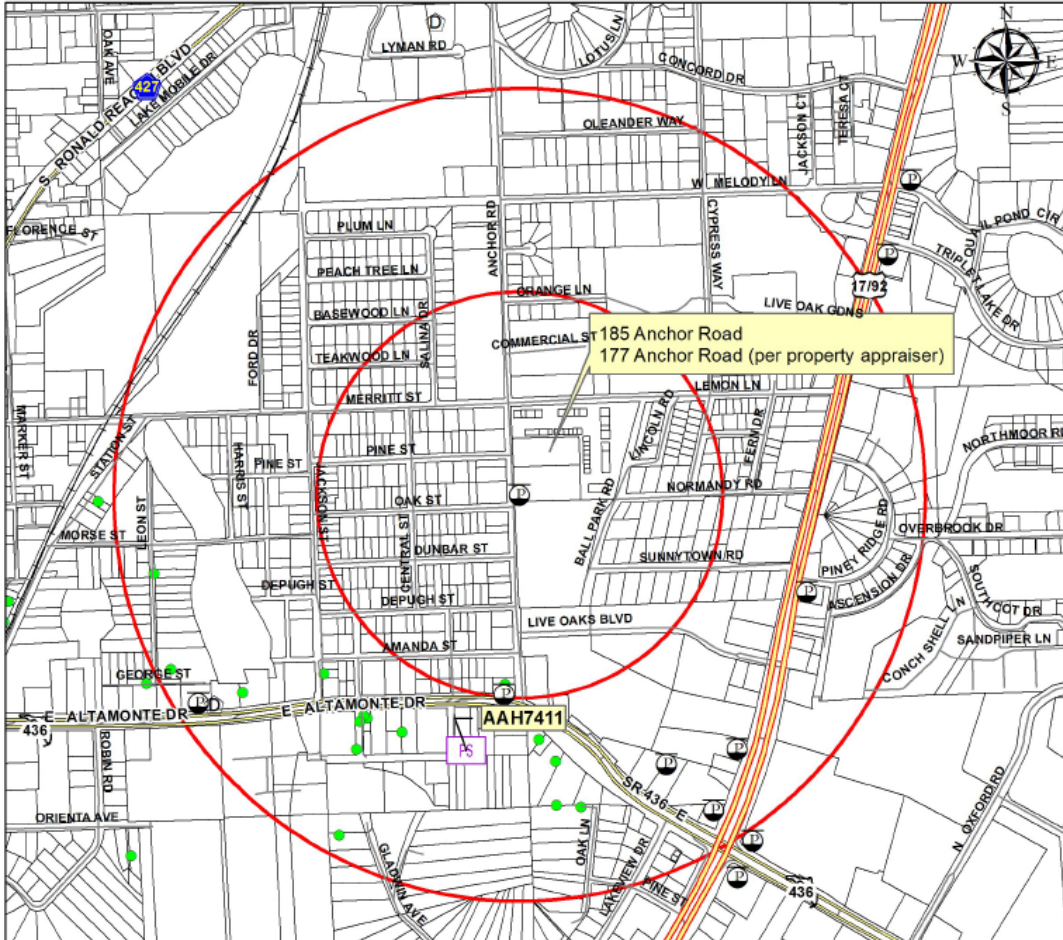 D
LYMAN RD
OAK AVE
LOTUS LN
N
W
E
S
CONCORD DR
427
S RONALD REAGAN BLVD
LAKE MOBILE DR
OLEANDER WAY
JACKSON CT
TERESA CT
W MELODY LN
P
FLORENCE ST
PLUM LN
ANCHOR RD
CYPRESS WAY
QUAIL POND CIR
PEACH TREE LN
P
TRIPLET LAKE DR
17/92
ORANGE LN
LIVE OAK GDNS
BASEWOOD LN
SALINA DR
FORD DR
COMMERCIAL ST
185 Anchor Road
177 Anchor Road (per property appraiser)
TEAKWOOD LN
LEMON LN
MERRITT ST
MARKER ST
STATION ST
LINCOLN RD
FERN DR
NORTHMOOR RD
HARRIS ST
PINE ST
PINE ST
JACKSON ST
NORMANDY RD
OAK ST
P
BALLPARK RD
LEON ST
MORSE ST
CENTRAL ST
DUNBAR ST
SUNNYTOWN RD
PINEY RIDGE RD
OVERBROOK DR
DEPUGH ST
DEPUGH ST
P
ASCENSION DR
SOUTHCOT DR
LIVE OAKS BLVD
CONCH SHELL LN
SANDPIPER LN
AMANDA ST
GEORGE ST
P
D
P
E ALTAMONTE DR
E ALTAMONTE DR
436
AAH7411
FS
ROBIN RD
P
P
SR 436 E
N OXFORD RD
P
ORIENTA AVE
P
OAK LN
LAKEVIEW DR
GLADWIN AVE
P
PINE ST
436